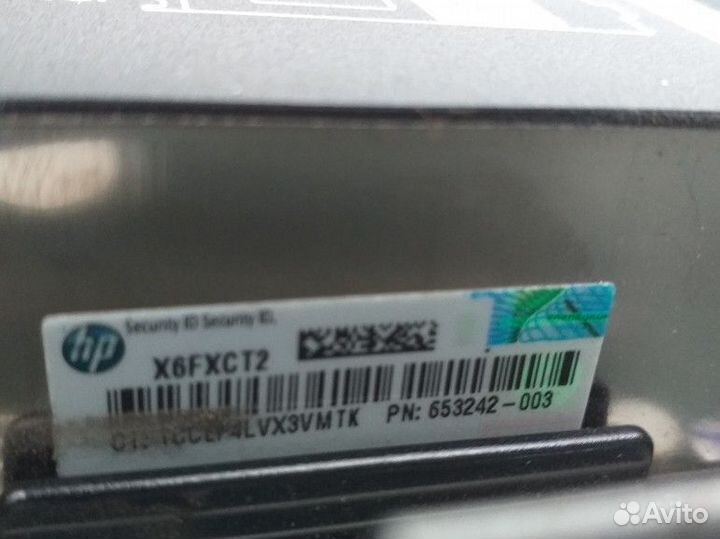 Security ID Security ID.
hp
X6FXCT2
PN: 653242-003
Avito